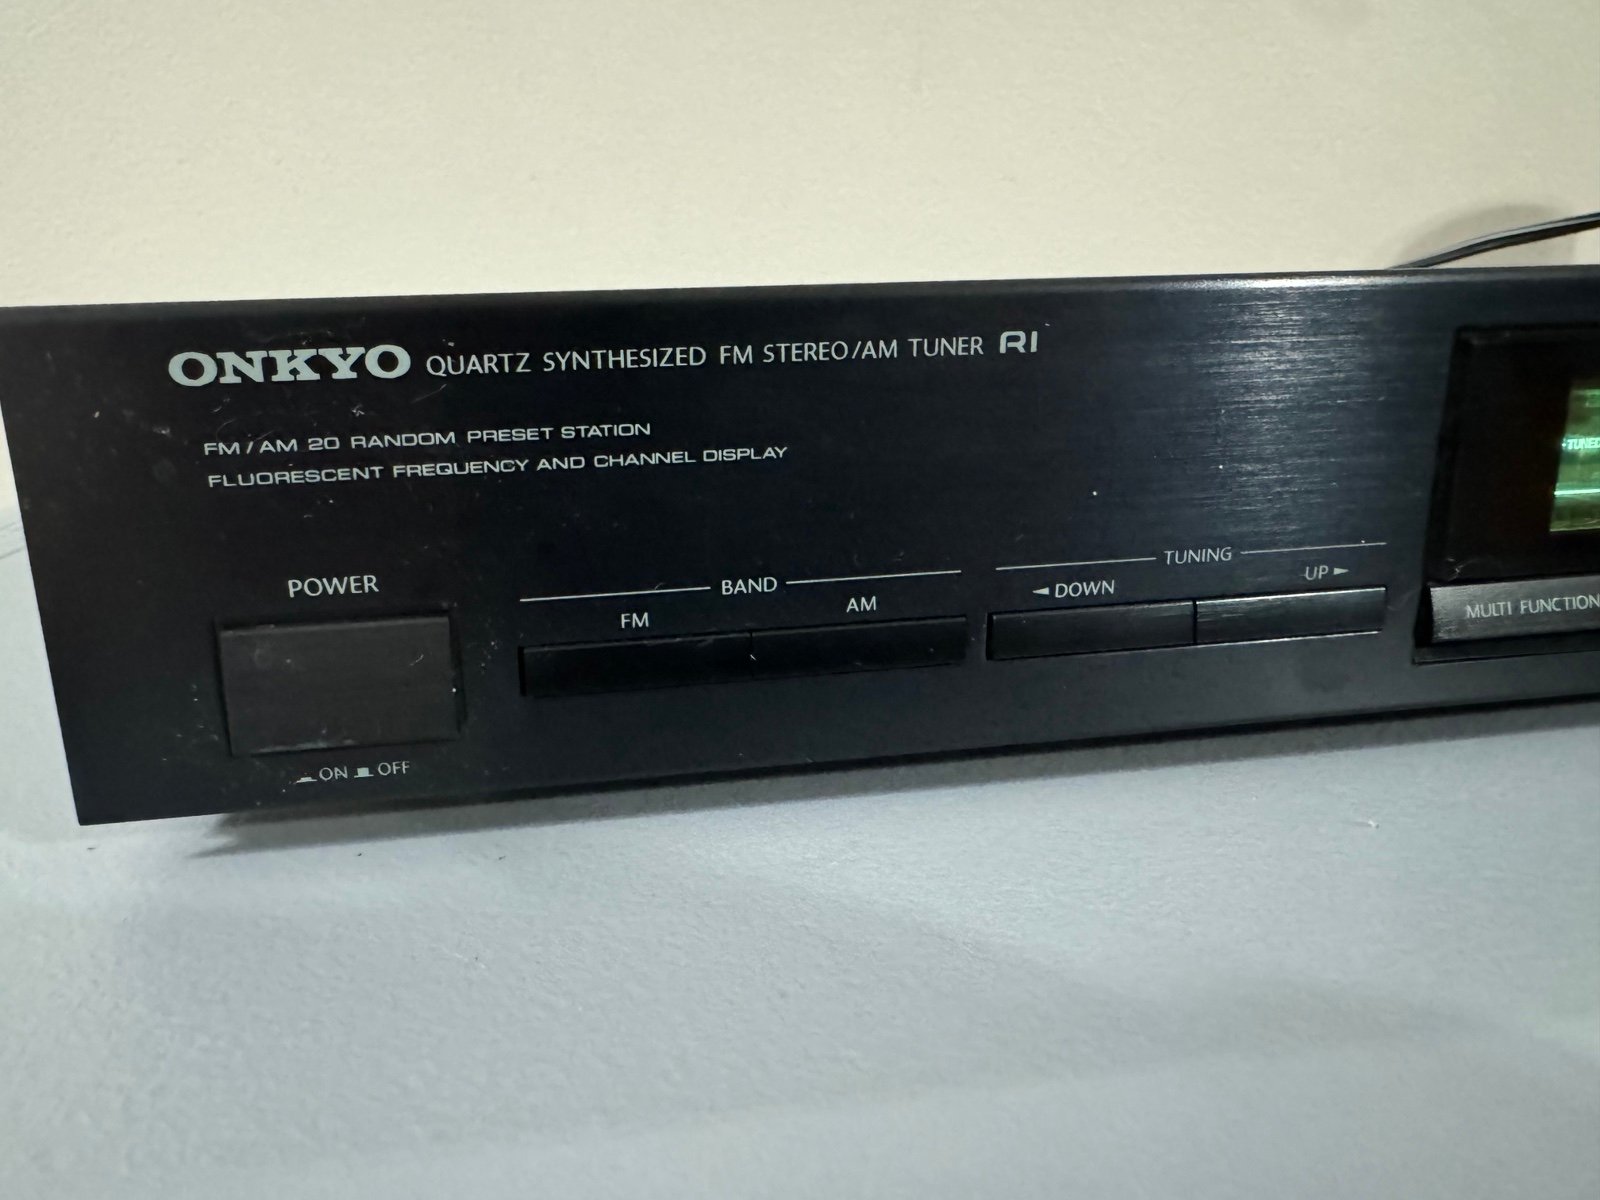 ONKYO QUARTZ SYNTHESIZED FM STEREO/AM TUNER RI
FM/AM 20 RANDOM PRESET STATION
FLUORESCENT FREQUENCY AND CHANNEL DISPLAY
POWER
ON OFF
BAND
FM AM
TUNING
◄DOWN UP►
TUNED
MULTI FUNCTION